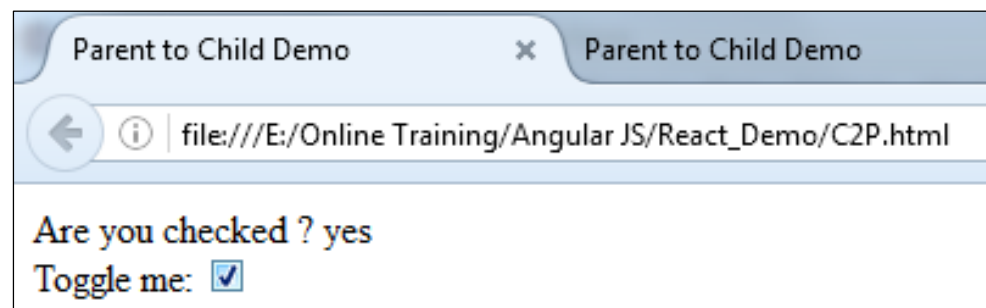 Parent to Child Demo
Parent to Child Demo
file:///E:/Online Training/Angular JS/React_Demo/C2P.html
Are you checked ? yes
Toggle me: